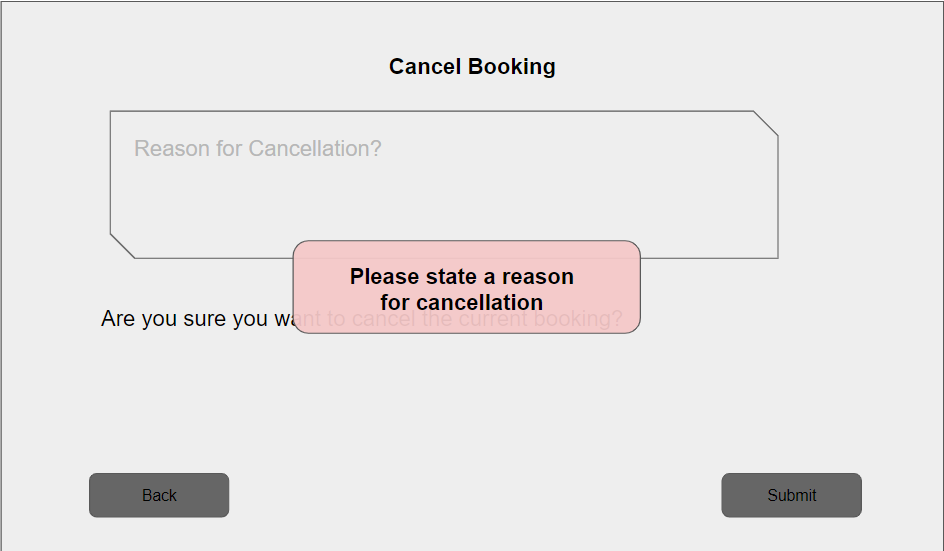 Cancel Booking
Reason for Cancellation?
Please state a reason
for cancellation
Are you sure you want to cancel the current booking?
Back
Submit